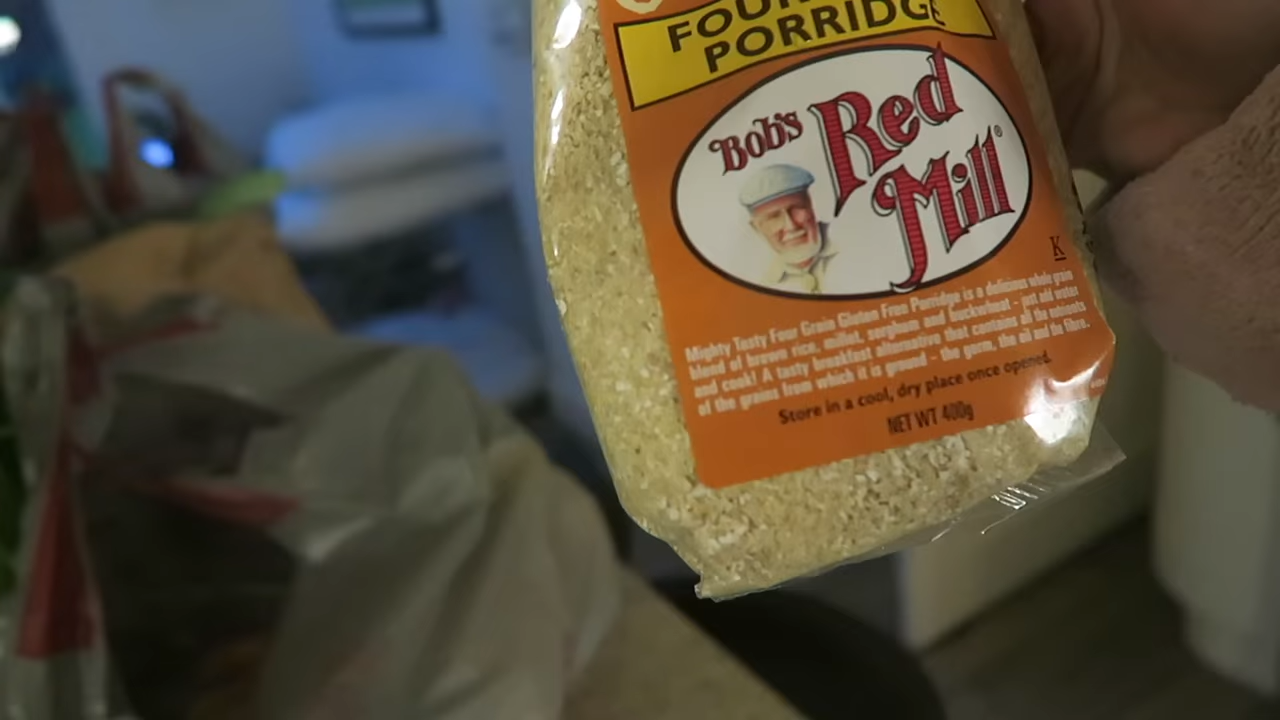 PORRIDGE
Bob's
Red
Mill®
K
Mighty Tasty Four Grain Gluten Free Porridge is a delicious whole grain
blend of brown rice, millet, sorghum and buckwheat - just add water
and cook! A tasty breakfast alternative that contains all the nutrients
of the grains from which it is ground - the germ, the oil and the fibre.
Store in a cool, dry place once opened.
NET WT 400g